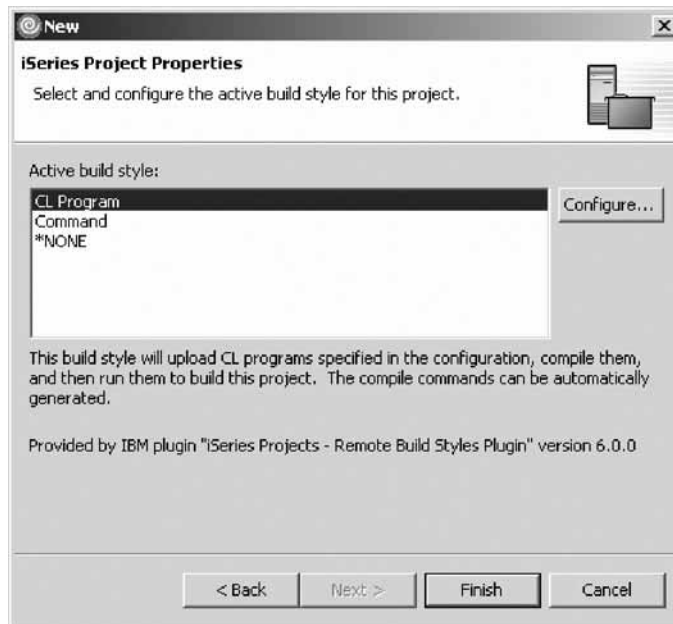 New
iSeries Project Properties
Select and configure the active build style for this project.
Active build style:
CL Program
Configure...
Command
*NONE
This build style will upload CL programs specified in the configuration, compile them,
and then run them to build this project. The compile commands can be automatically
generated.
Provided by IBM plugin "iSeries Projects - Remote Build Styles Plugin" version 6.0.0
< Back
Next >
Finish
Cancel